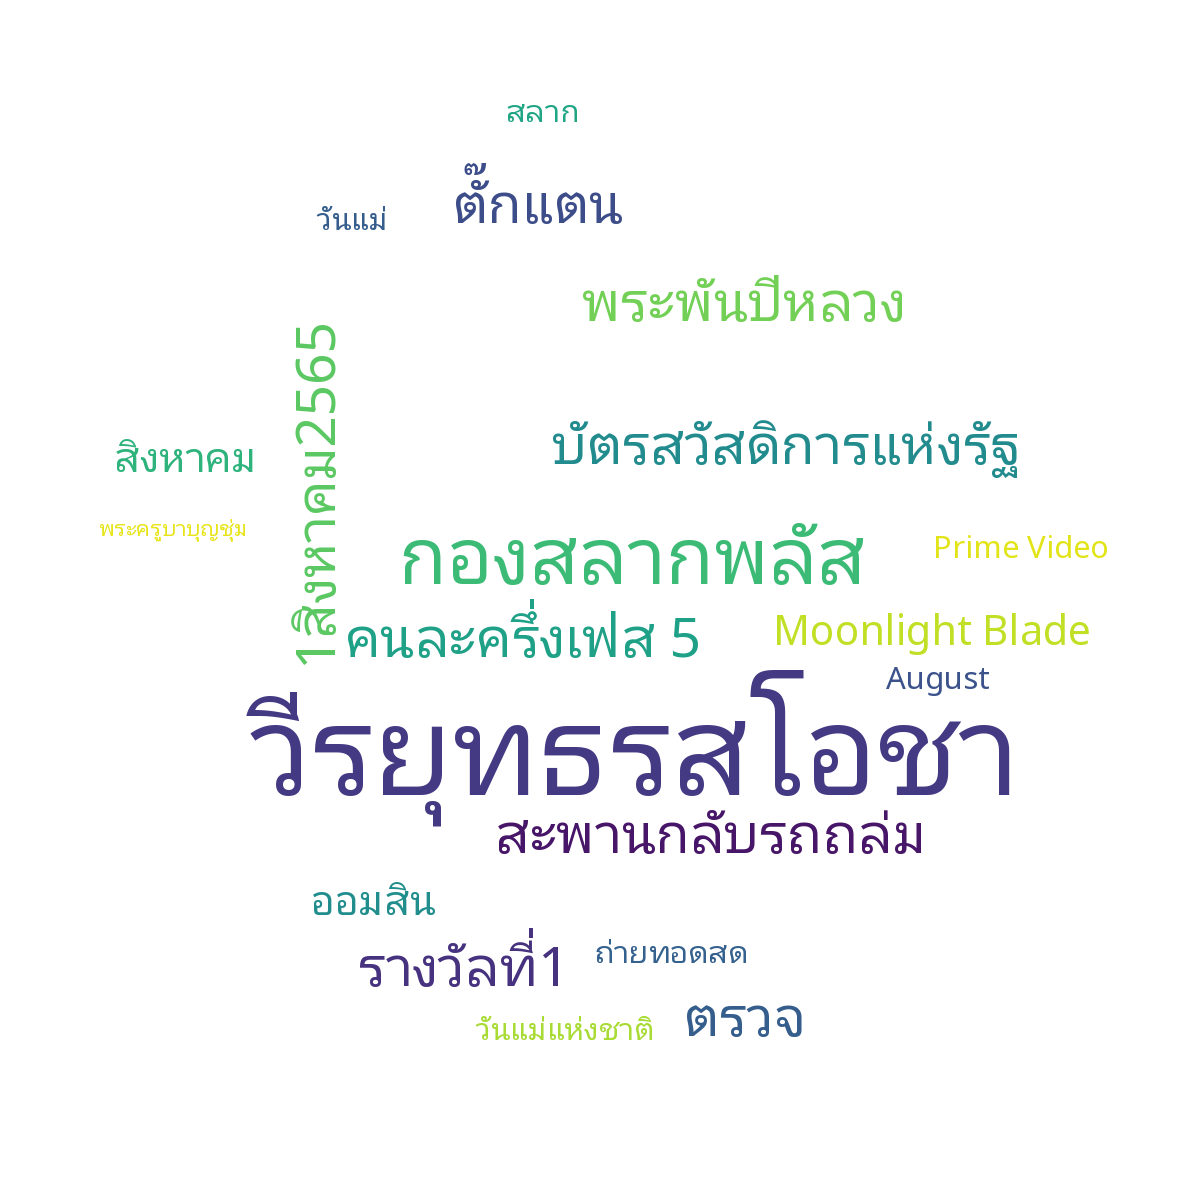 สลาก
ตั๊กแตน
วันแม่
พระพันปีหลวง
1สิงหาคม2565
บัตรสวัสดิการแห่งรัฐ
สิงหาคม
พระครูบาบุญชุ่ม
กองสลากพลัส
Prime Video
คนละครึ่งเฟส 5
Moonlight Blade
August
วีรยุทธรสโอชา
สะพานกลับรถถล่ม
ออมสิน
รางวัลที่1
ถ่ายทอดสด
ตรวจ
วันแม่แห่งชาติ